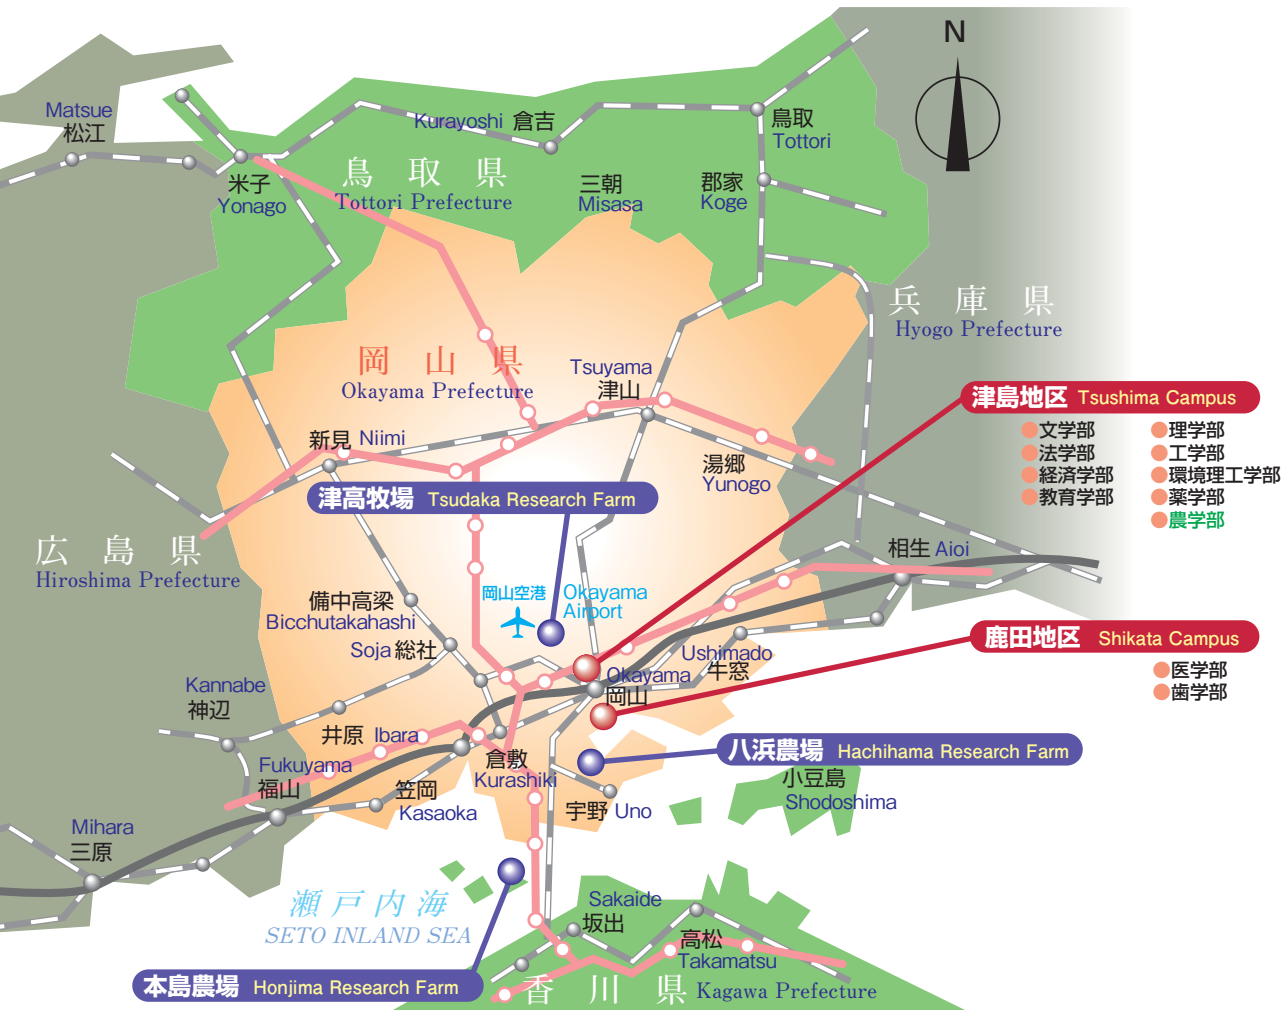 N
Matsue
松江
Kurayoshi 倉吉
鳥取
Tottori
米子
Yonago
鳥取県
Tottori Prefecture
三朝
Misasa
郡家
Koge
兵庫県
Hyogo Prefecture
岡山県
Okayama Prefecture
Tsuyama
津山
新見 Niimi
湯郷
Yunogo
津島地区 Tsushima Campus
文学部
法学部
経済学部
教育学部
理学部
工学部
環境理工学部
薬学部
農学部
津高牧場 Tsudaka Research Farm
広島県
Hiroshima Prefecture
相生 Aioi
岡山空港
Okayama
Airport
備中高梁
Bicchutakahashi
Soja 総社
鹿田地区 Shikata Campus
医学部
歯学部
Ushimado
牛窓
Okayama
岡山
Kannabe
神辺
井原 Ibara
八浜農場 Hachihama Research Farm
Fukuyama
福山
倉敷
Kurashiki
笠岡
Kasaoka
小豆島
Shodoshima
宇野 Uno
Mihara
三原
瀬戸内海
SETO INLAND SEA
Sakaide
坂出
高松
Takamatsu
本島農場 Honjima Research Farm
香川県 Kagawa Prefecture